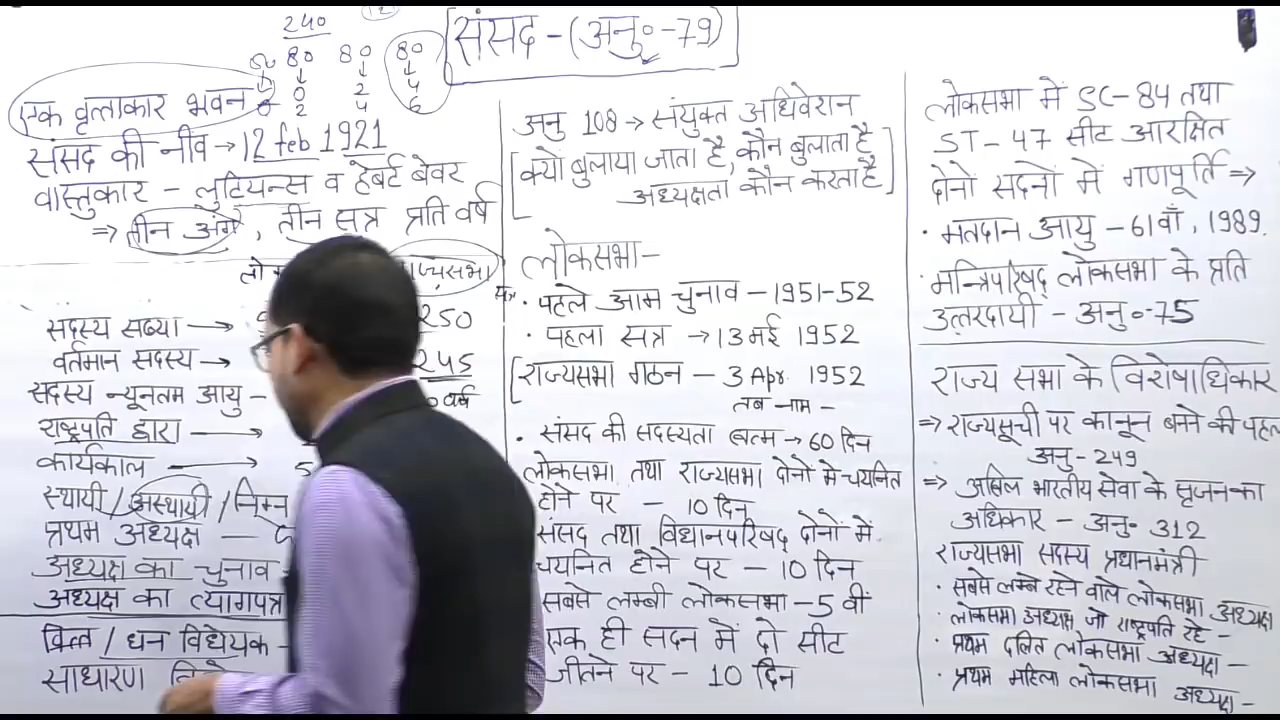 संसद - (अनु०-79)
240
80 80 80
0 2 4
2 4 6
एक वृत्ताकार भवन
संसद की नींव → 12 feb 1921
वास्तुकार - लुटियन्स व हर्बर्ट बेवर
⇒ तीन अंग, तीन सत्र प्रति वर्ष
राज्यसभा
सदस्य संख्या → 250
वर्तमान सदस्य → 245
सदस्य न्यूनतम आयु - वर्ष
राष्ट्रपति द्वारा →
कार्यकाल → 5
स्थायी / अस्थायी / निम्न
प्रथम अध्यक्ष -
अध्यक्ष का चुनाव
अध्यक्ष का त्यागपत्र
वित्त / धन विधेयक -
साधारण
अनु 108 → संयुक्त अधिवेशन
[क्यों बुलाया जाता है, कौन बुलाता है
अध्यक्षता कौन करता है]
लोकसभा-
· पहले आम चुनाव - 1951-52
· पहला सत्र → 13 मई 1952
[राज्यसभा गठन - 3 Apr. 1952
तब नाम -
· संसद की सदस्यता खत्म → 60 दिन
लोकसभा तथा राज्यसभा दोनों मे चयनित
होने पर - 10 दिन
संसद तथा विधानपरिषद् दोनों में
चयनित होने पर - 10 दिन
सबसे लम्बी लोकसभा - 5 वीं
एक ही सदन में दो सीट
जीतने पर - 10 दिन
लोकसभा में SC- 84 तथा
ST - 47 सीट आरक्षित
दोनों सदनों में गणपूर्ति ⇒
· मतदान आयु - 61वाँ, 1989.
· मन्त्रिपरिषद् लोकसभा के प्रति
उत्तरदायी - अनु०-75
राज्य सभा के विशेषाधिकार
⇒ राज्यसूची पर कानून बनने की पहल
अनु - 249
⇒ अखिल भारतीय सेवा के सृजन का
अधिकार - अनु० 312
राज्यसभा सदस्य प्रधानमंत्री
· सबसे लम्ब रहने वाले लोकसभा अध्यक्ष
· लोकसभा अध्यक्ष जो राष्ट्रपति रहे -
· प्रथम दलित लोकसभा अध्यक्ष -
· प्रथम महिला लोकसभा अध्यक्ष -